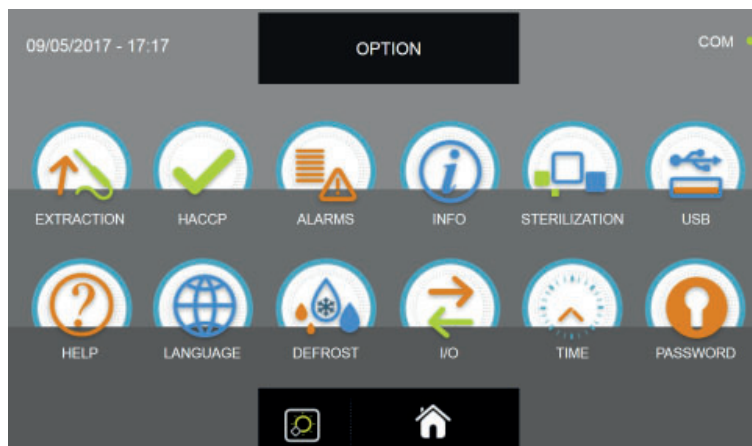 09/05/2017 - 17:17
OPTION
COM
EXTRACTION
HACCP
ALARMS
INFO
STERILIZATION
USB
HELP
LANGUAGE
DEFROST
I/O
TIME
PASSWORD